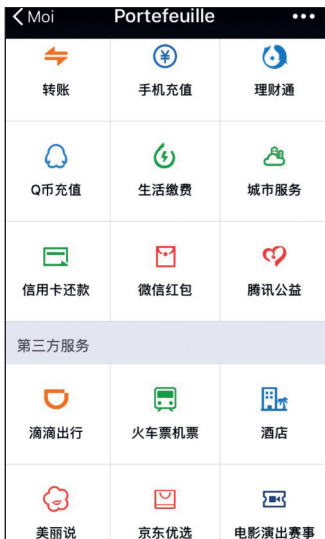 Moi Portefeuille
转账 手机充值 理财通
Q币充值 生活缴费 城市服务
信用卡还款 微信红包 腾讯公益
第三方服务
滴滴出行 火车票机票 酒店
美丽说 京东优选 电影演出赛事